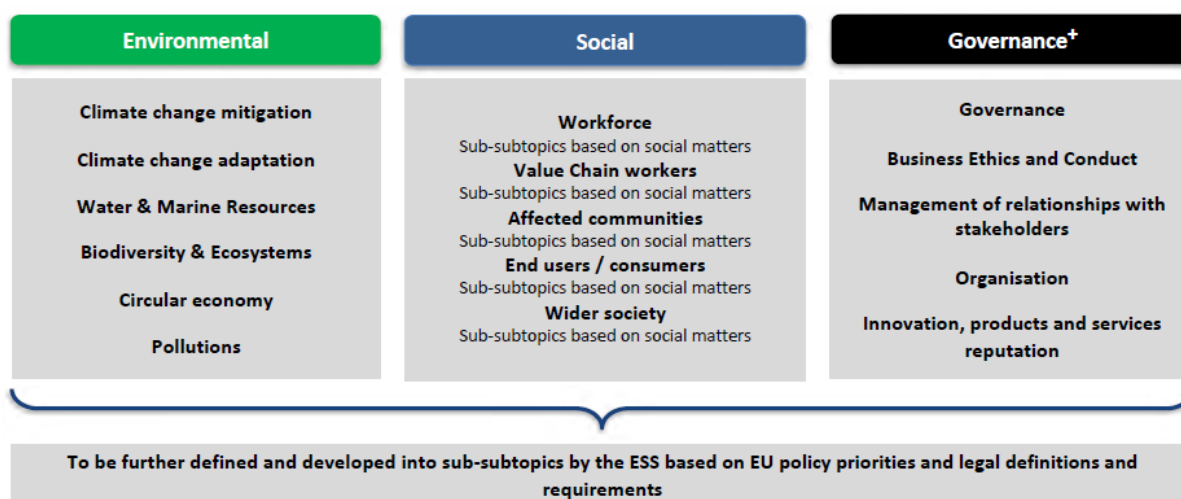 Environmental
Climate change mitigation
Climate change adaptation
Water & Marine Resources
Biodiversity & Ecosystems
Circular economy
Pollutions
Social
Workforce
Sub-subtopics based on social matters
Value Chain workers
Sub-subtopics based on social matters
Affected communities
Sub-subtopics based on social matters
End users / consumers
Sub-subtopics based on social matters
Wider society
Sub-subtopics based on social matters
Governance+
Governance
Business Ethics and Conduct
Management of relationships with
stakeholders
Organisation
Innovation, products and services
reputation
To be further defined and developed into sub-subtopics by the ESS based on EU policy priorities and legal definitions and
requirements